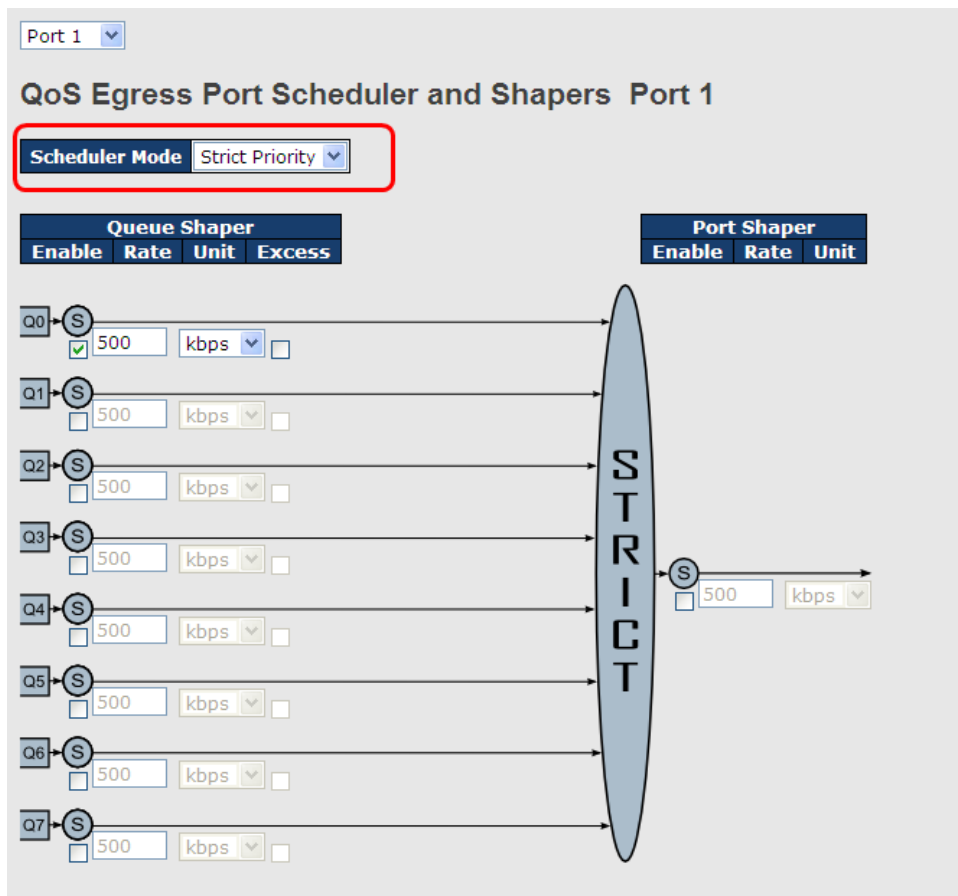 Port 1
QoS Egress Port Scheduler and Shapers Port 1
Scheduler Mode Strict Priority
Queue Shaper Port Shaper
Enable Rate Unit Excess Enable Rate Unit
Q0 S
500 kbps
Q1 S
500 kbps
Q2 S
500 kbps
Q3 S
500 kbps
Q4 S
500 kbps
Q5 S
500 kbps
Q6 S
500 kbps
Q7 S
500 kbps
STRICT
S
500 kbps